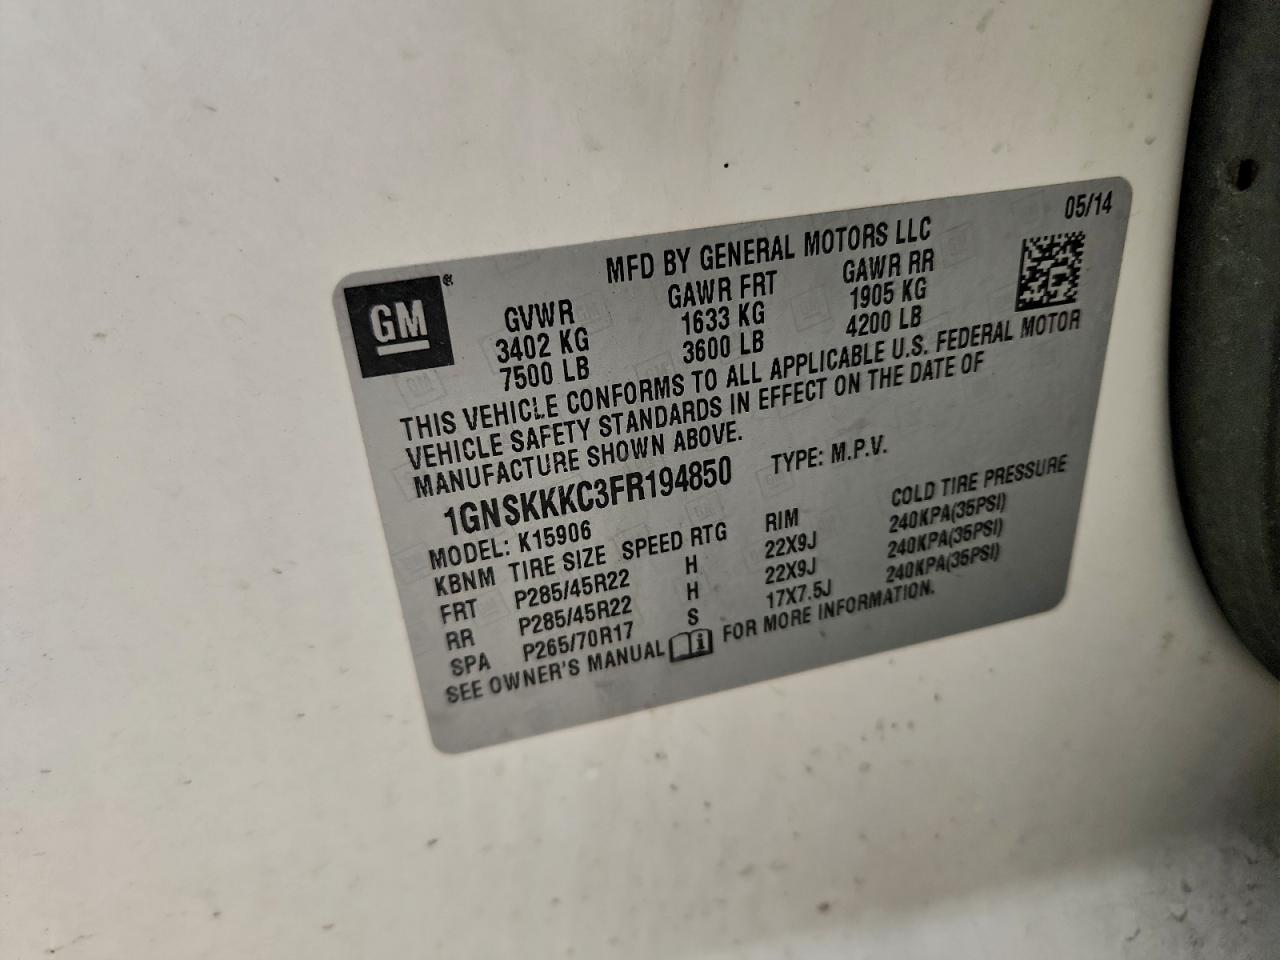 05/14
MFD BY GENERAL MOTORS LLC
GM®
GVWR GAWR FRT GAWR RR
3402 KG 1633 KG 1905 KG
7500 LB 3600 LB 4200 LB
THIS VEHICLE CONFORMS TO ALL APPLICABLE U.S. FEDERAL MOTOR
VEHICLE SAFETY STANDARDS IN EFFECT ON THE DATE OF
MANUFACTURE SHOWN ABOVE.
1GNSKKKC3FR194850 TYPE: M.P.V.
MODEL: K15906
KBNM TIRE SIZE SPEED RTG RIM COLD TIRE PRESSURE
FRT P285/45R22 H 22X9J 240KPA(35PSI)
RR P285/45R22 H 22X9J 240KPA(35PSI)
SPA P265/70R17 S 17X7.5J 240KPA(35PSI)
SEE OWNER'S MANUAL i FOR MORE INFORMATION.